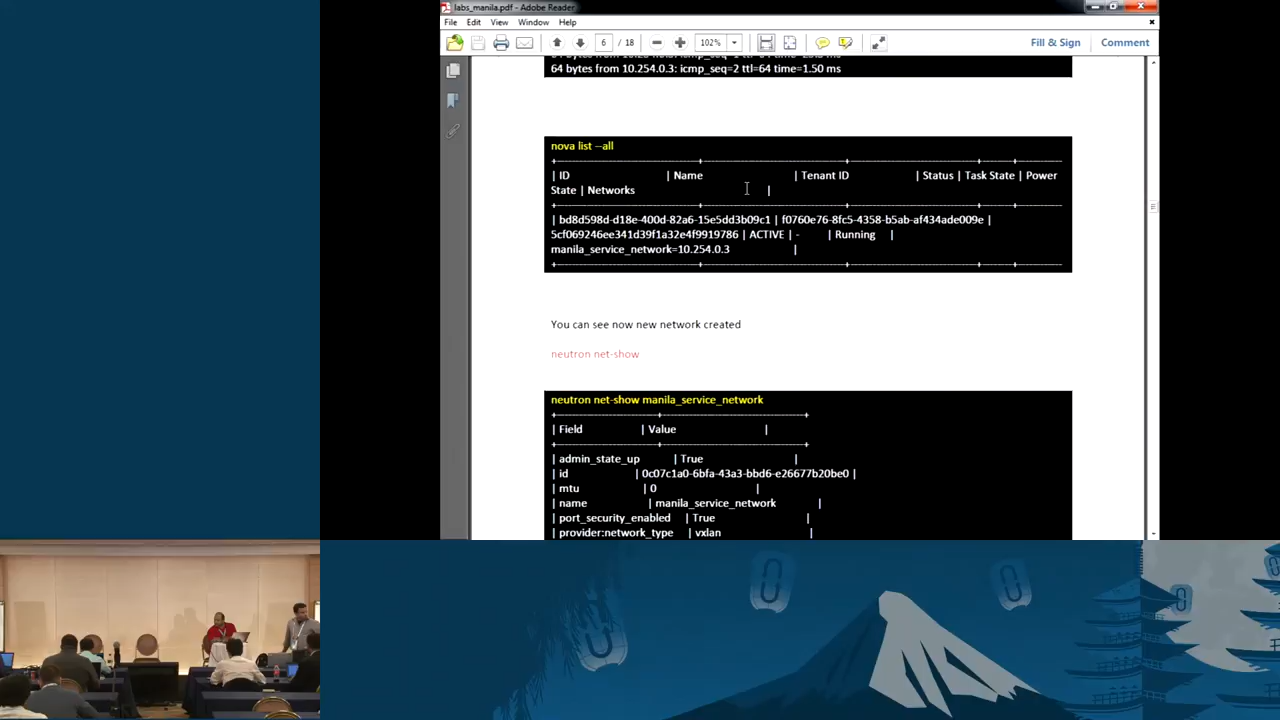 labs_manila.pdf - Adobe Reader
File Edit View Window Help
6 / 18 102% Fill & Sign Comment
64 bytes from 10.254.0.3: icmp_seq=2 ttl=64 time=1.50 ms
nova list --all
| ID | Name | Tenant ID | Status | Task State | Power
State | Networks |
| bd8d598d-d18e-400d-82a6-15e5dd3b09c1 | f0760e76-8fc5-4358-b5ab-af434ade009e |
5cf069246ee341d39f1a32e4f9919786 | ACTIVE | - | Running |
manila_service_network=10.254.0.3 |
You can see now new network created
neutron net-show
neutron net-show manila_service_network
| Field | Value |
| admin_state_up | True |
| id | 0c07c1a0-6bfa-43a3-bbd6-e26677b20be0 |
| mtu | 0 |
| name | manila_service_network |
| port_security_enabled | True |
| provider:network_type | vxlan |